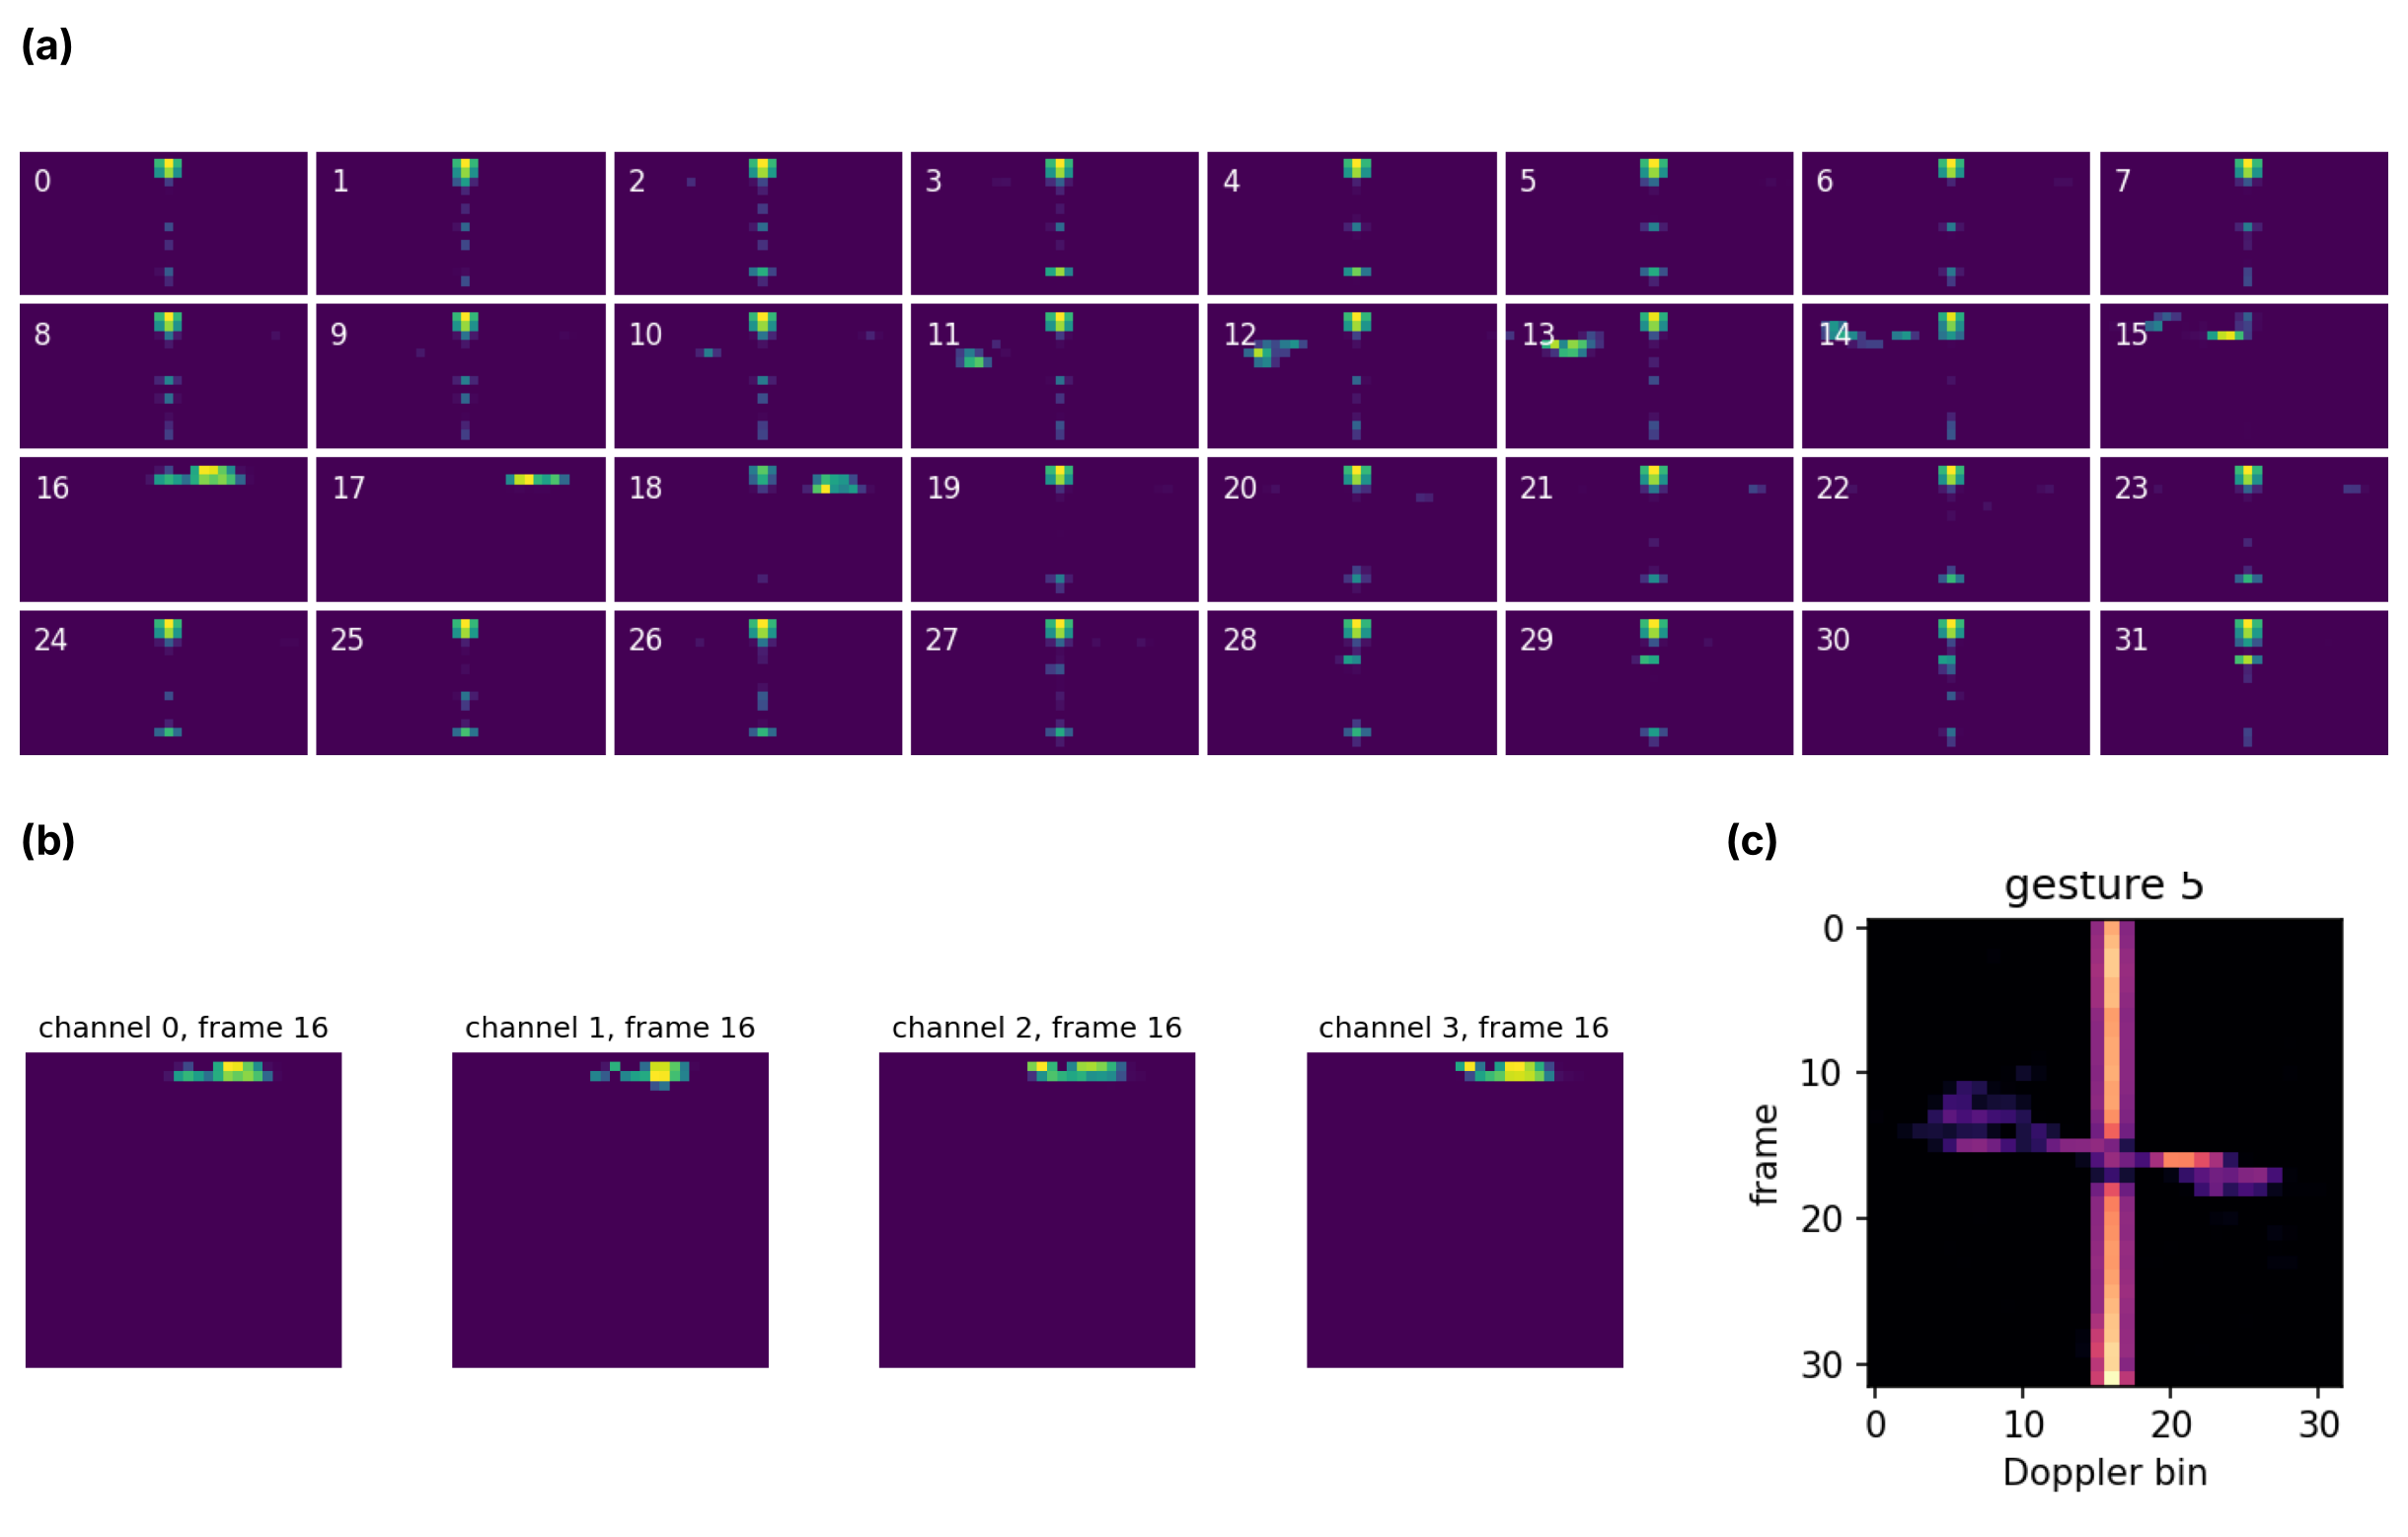 (a)
0 1 2 3 4 5 6 7
8 9 10 11 12 13 14 15
16 17 18 19 20 21 22 23
24 25 26 27 28 29 30 31
(b)
(c)
channel 0, frame 16
channel 1, frame 16
channel 2, frame 16
channel 3, frame 16
gesture 5
0
10
20
30
frame
0 10 20 30
Doppler bin